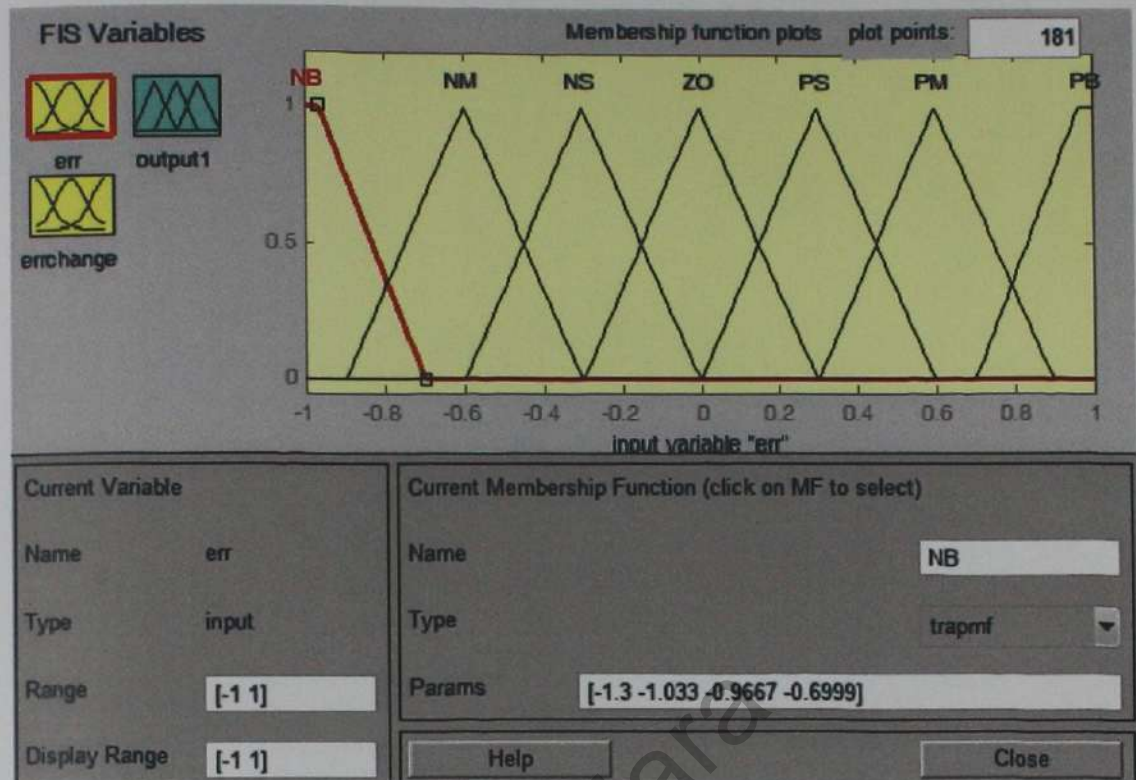 FIS Variables
Membership function plots plot points: 181
err output1
errchange
NB NM NS ZO PS PM PB
1
0.5
0
-1 -0.8 -0.6 -0.4 -0.2 0 0.2 0.4 0.6 0.8 1
input variable "err"
Current Variable
Name err
Type input
Range [-1 1]
Display Range [-1 1]
Current Membership Function (click on MF to select)
Name NB
Type trapmf
Params [-1.3 -1.033 -0.9667 -0.6999]
Help Close